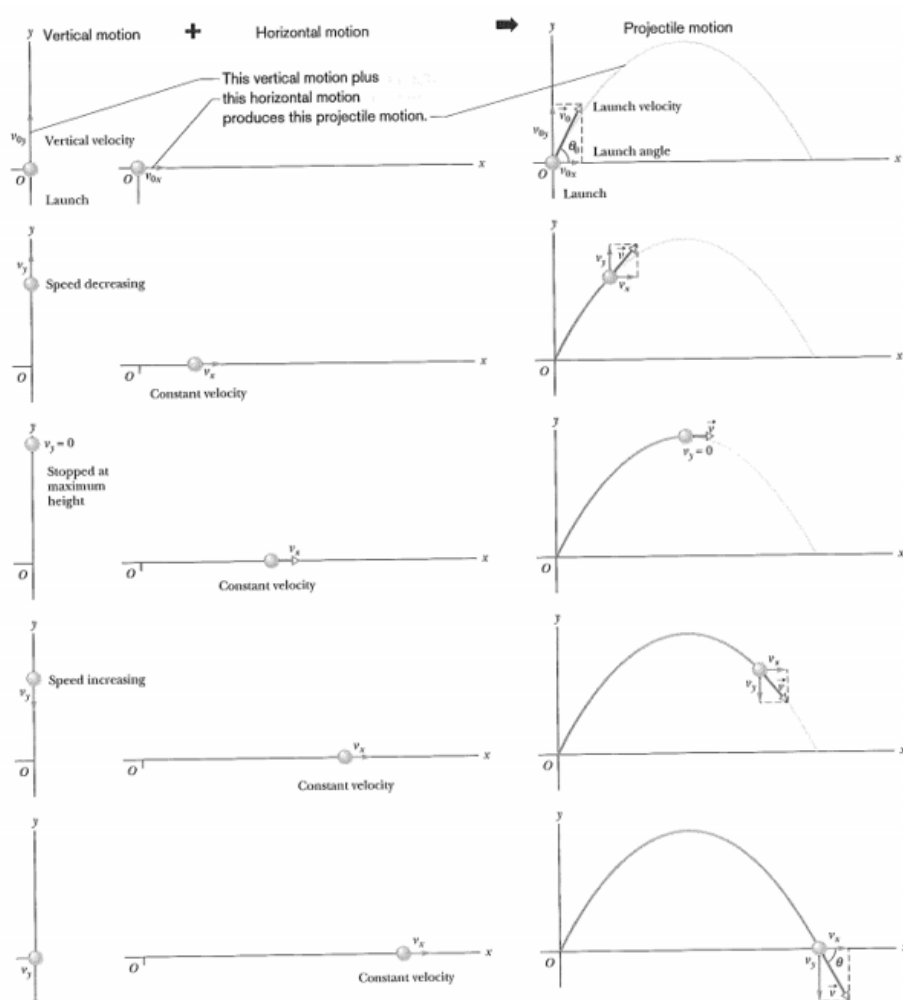 y Vertical motion + Horizontal motion Projectile motion
y
This vertical motion plus
this horizontal motion
produces this projectile motion.
v0y
Vertical velocity
O
Launch
O v0x
x
v0y
v⃗0
Launch velocity
θ0
Launch angle
x
O v0x
Launch
y
vy
Speed decreasing
O
O
vx
x
Constant velocity
y
vy
v⃗
vx
O
x
y
vy = 0
Stopped at
maximum
height
O
O
vx
x
Constant velocity
y
v⃗
vy = 0
O
x
y
Speed increasing
vy
O
O
vx
x
Constant velocity
y
vx
vy
v⃗
O
x
y
vy
O
vx
x
Constant velocity
y
O
vx
x
vy
θ
v⃗